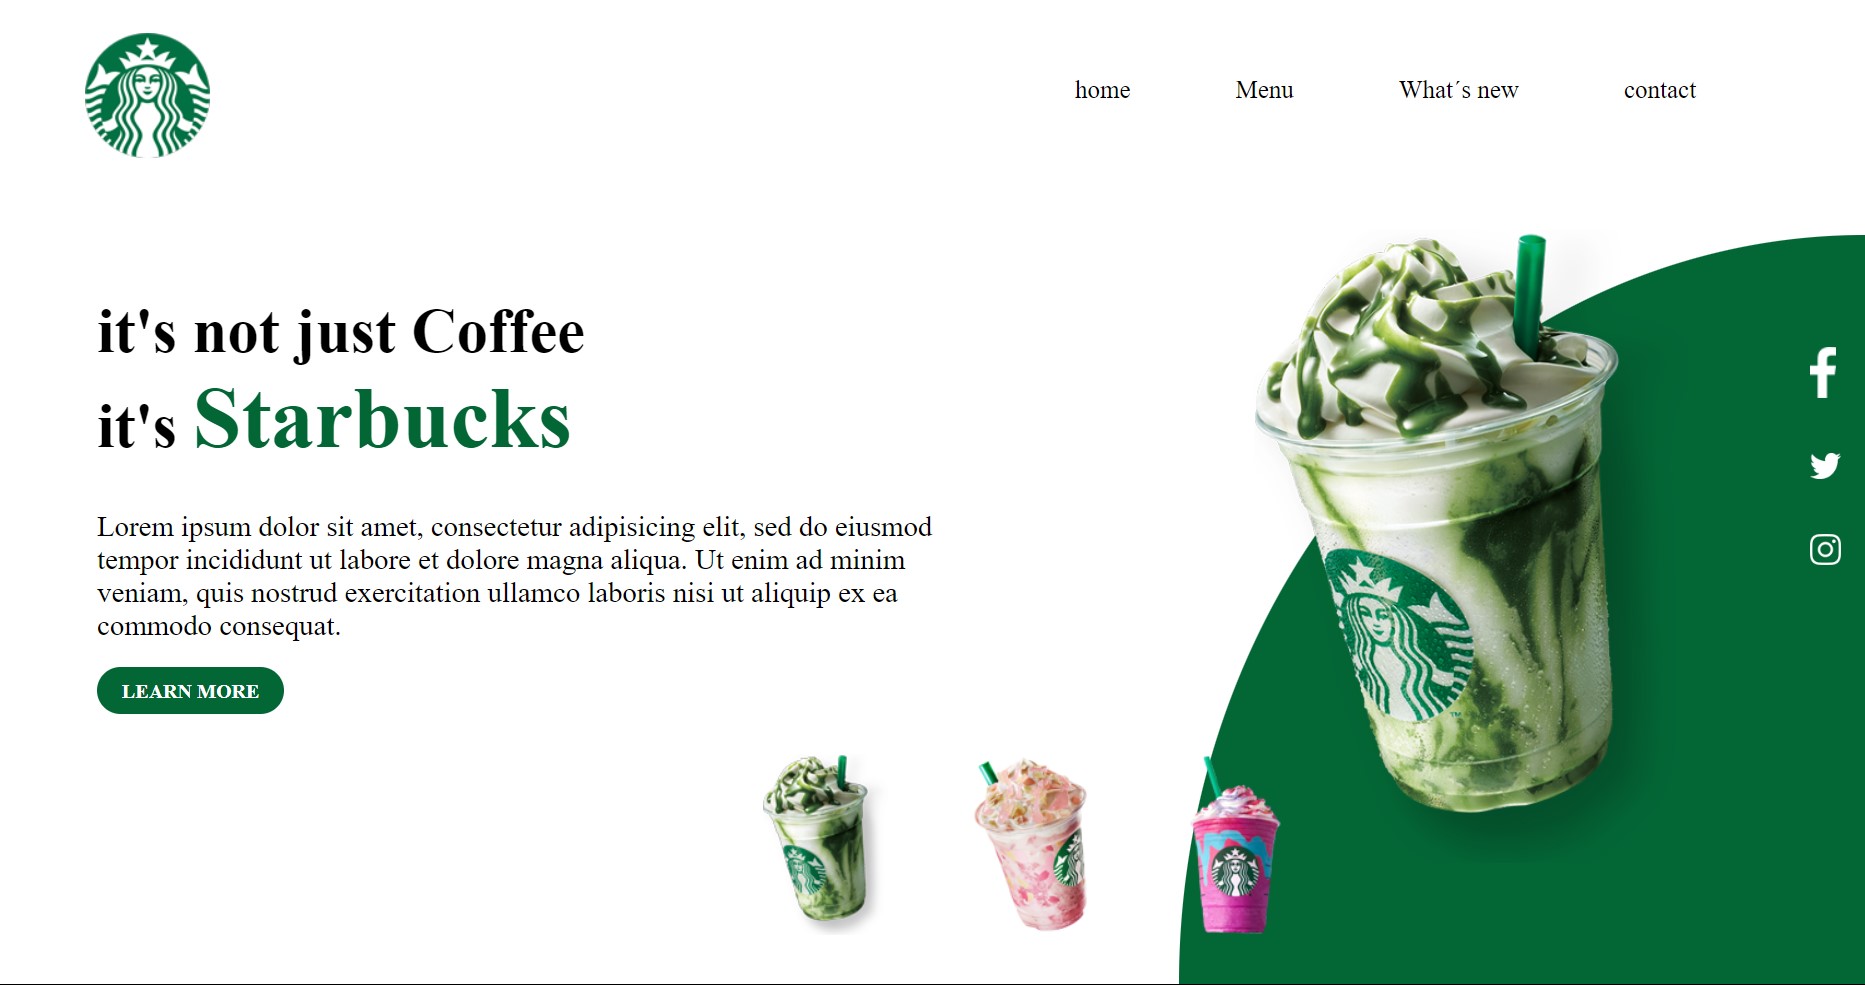 home
Menu
What´s new
contact
it's not just Coffee
it's Starbucks
Lorem ipsum dolor sit amet, consectetur adipisicing elit, sed do eiusmod
tempor incididunt ut labore et dolore magna aliqua. Ut enim ad minim
veniam, quis nostrud exercitation ullamco laboris nisi ut aliquip ex ea
commodo consequat.
LEARN MORE
TM